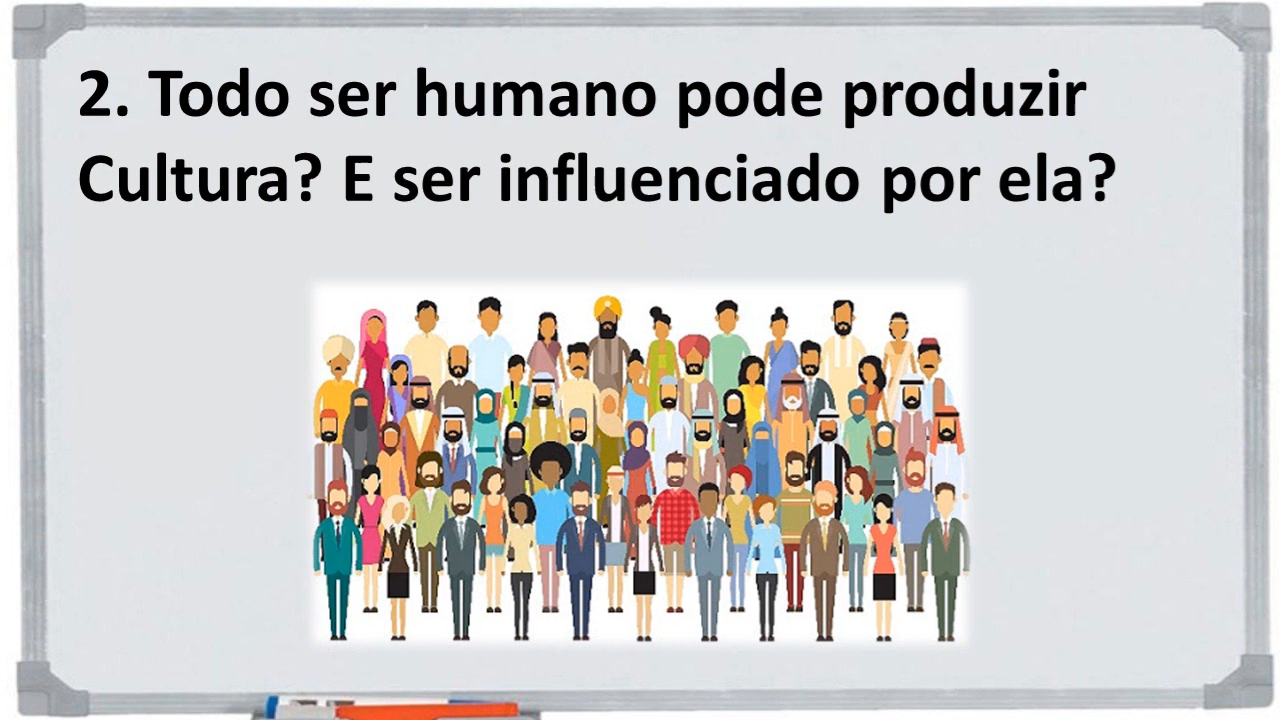 2. Todo ser humano pode produzir
Cultura? E ser influenciado por ela?